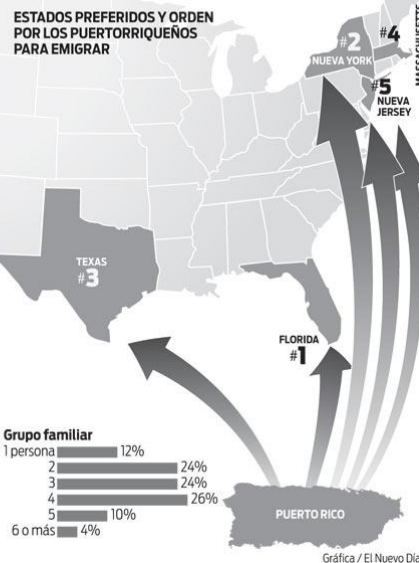 ESTADOS PREFERIDOS Y ORDEN
POR LOS PUERTORRIQUEÑOS
PARA EMIGRAR
#2
NUEVA YORK
#4
MASSACHUSETTS
#5
NUEVA
JERSEY
TEXAS
#3
FLORIDA
#1
Grupo familiar
1 persona 12%
2 24%
3 24%
4 26%
5 10%
6 o más 4%
PUERTO RICO
Gráfica / El Nuevo Día